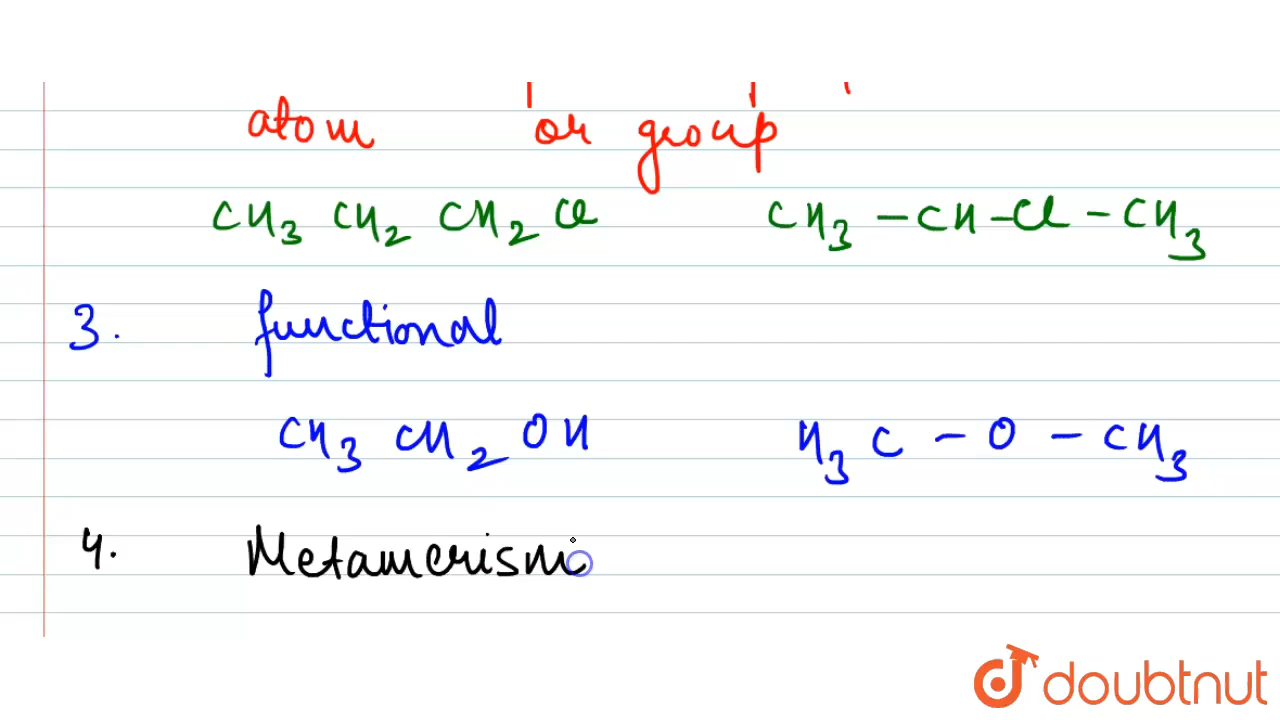 atom or group
CH3 CH2 CH2 Cl CH3 - CH - Cl - CH3
3. functional
CH3 CH2 OH H3 C - O - CH3
4. Metamerism
doubtnut